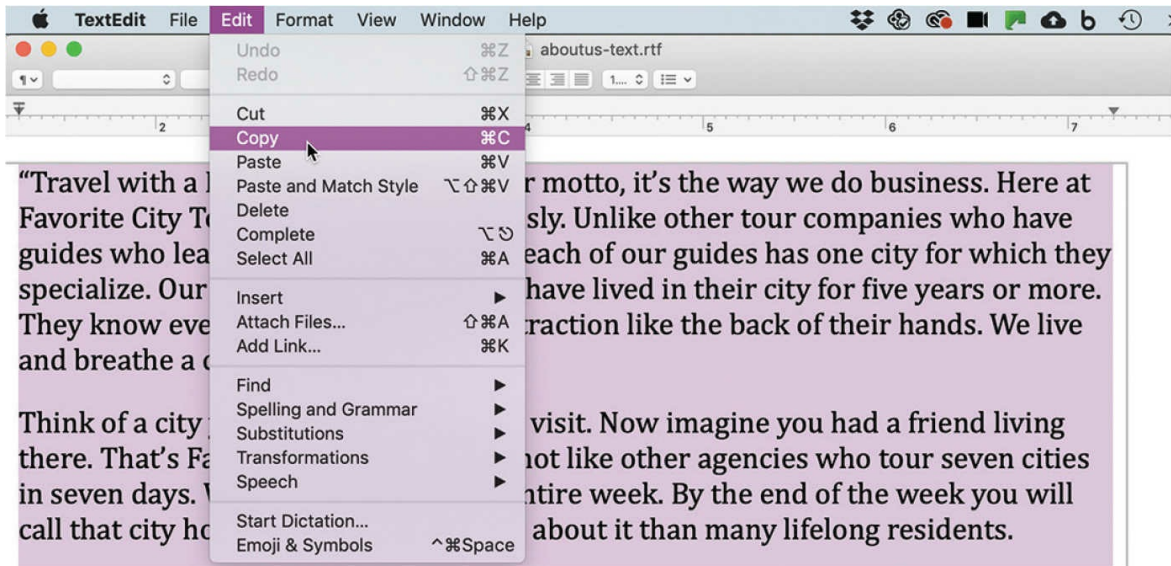 TextEdit File Edit Format View Window Help
aboutus-text.rtf
Undo ⌘Z
Redo ⇧⌘Z
¶
1....
Cut ⌘X
Copy ⌘C
Paste ⌘V
Paste and Match Style ⌥⇧⌘V
Delete
Complete ⌥⎋
Select All ⌘A
Insert
Attach Files... ⇧⌘A
Add Link... ⌘K
Find
Spelling and Grammar
Substitutions
Transformations
Speech
Start Dictation...
Emoji & Symbols ^⌘Space
2 4 5 6 7
“Travel with a motto, it’s the way we do business. Here at
Favorite City sly. Unlike other tour companies who have
guides who lea each of our guides has one city for which they
specialize. Our have lived in their city for five years or more.
They know eve raction like the back of their hands. We live
and breathe a
Think of a city visit. Now imagine you had a friend living
there. That’s Fa not like other agencies who tour seven cities
in seven days. ntire week. By the end of the week you will
call that city ho about it than many lifelong residents.